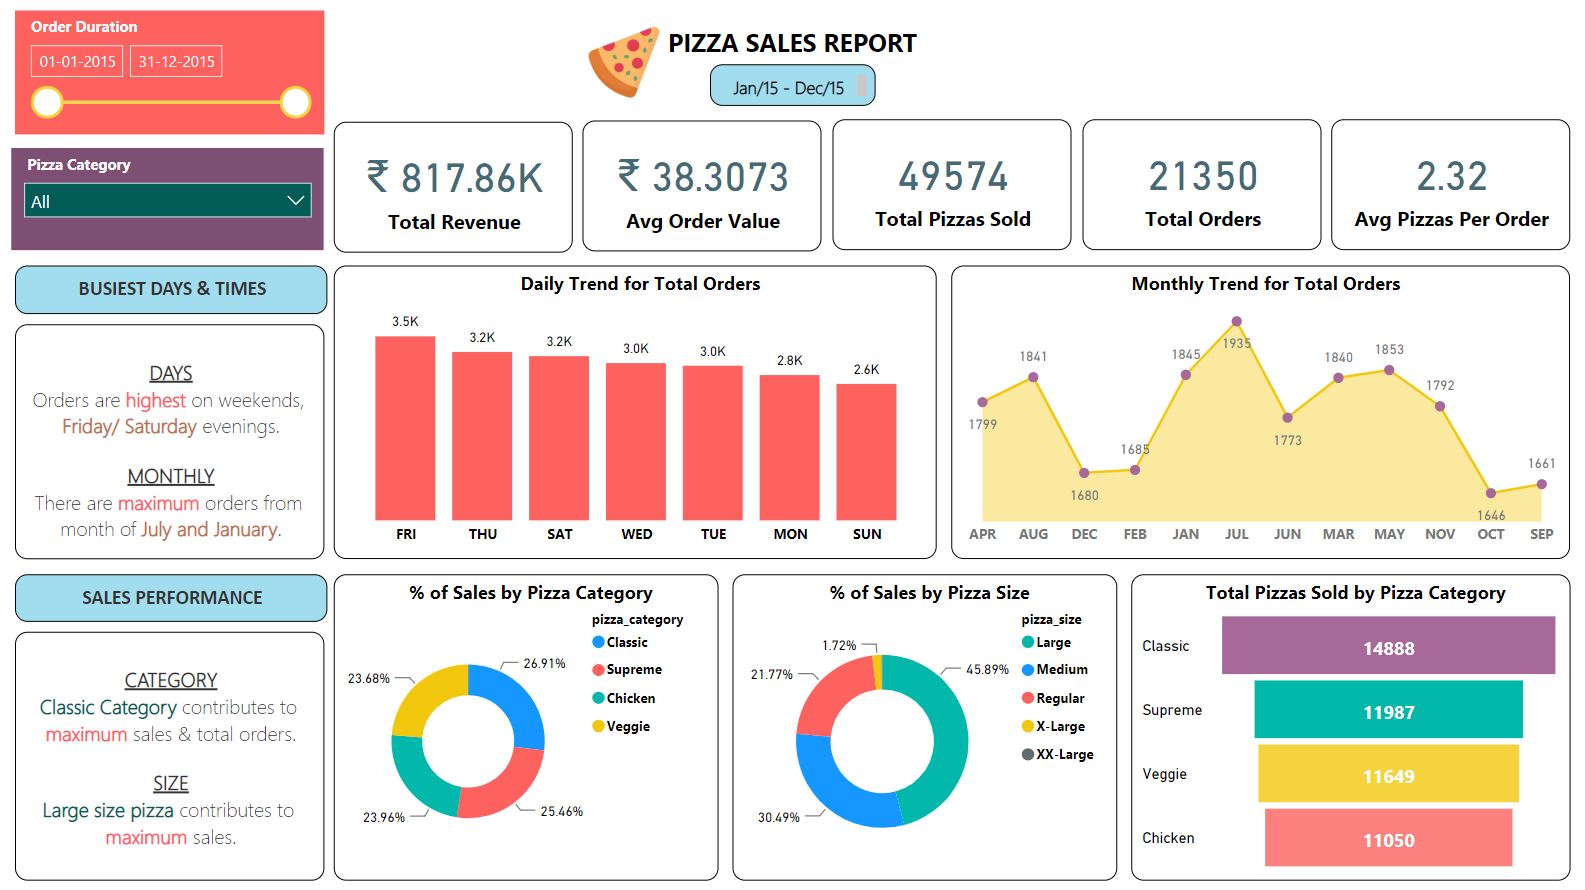 Order Duration
01-01-2015 31-12-2015
PIZZA SALES REPORT
Jan/15 - Dec/15
Pizza Category
All
₹ 817.86K
Total Revenue
₹ 38.3073
Avg Order Value
49574
Total Pizzas Sold
21350
Total Orders
2.32
Avg Pizzas Per Order
BUSIEST DAYS & TIMES
DAYS
Orders are highest on weekends,
Friday/ Saturday evenings.
MONTHLY
There are maximum orders from
month of July and January.
Daily Trend for Total Orders
3.5K
3.2K
3.2K
3.0K
3.0K
2.8K
2.6K
FRI THU SAT WED TUE MON SUN
Monthly Trend for Total Orders
1799
1841
1680
1685
1845
1935
1773
1840
1853
1792
1646
1661
APR AUG DEC FEB JAN JUL JUN MAR MAY NOV OCT SEP
SALES PERFORMANCE
CATEGORY
Classic Category contributes to
maximum sales & total orders.
SIZE
Large size pizza contributes to
maximum sales.
% of Sales by Pizza Category
pizza_category
Classic
Supreme
Chicken
Veggie
26.91%
25.46%
23.96%
23.68%
% of Sales by Pizza Size
pizza_size
Large
Medium
Regular
X-Large
XX-Large
45.89%
30.49%
21.77%
1.72%
Total Pizzas Sold by Pizza Category
Classic 14888
Supreme 11987
Veggie 11649
Chicken 11050